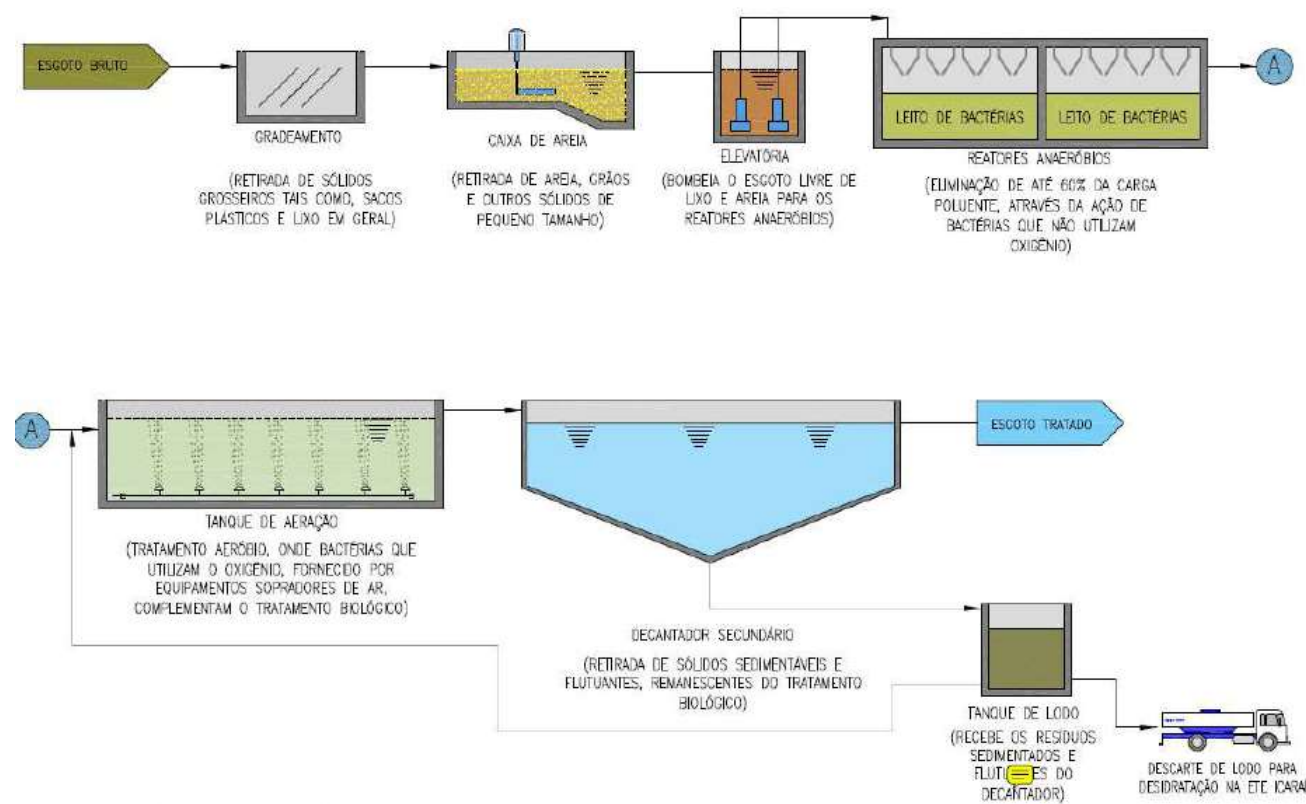 ESGOTO BRUTO
GRADEAMENTO
(RETIRADA DE SÓLIDOS
GROSSEIROS TAIS COMO, SACOS
PLÁSTICOS E LIXO EM GERAL)
CAIXA DE AREIA
(RETIRADA DE AREIA, GRÃOS
E OUTROS SÓLIDOS DE
PEQUENO TAMANHO)
ELEVATÓRIA
(BOMBEIA O ESGOTO LIVRE DE
LIXO E AREIA PARA OS
REATORES ANAERÓBIOS)
LEITO DE BACTÉRIAS
LEITO DE BACTÉRIAS
REATORES ANAERÓBIOS
(ELIMINAÇÃO DE ATÉ 60% DA CARGA
POLUENTE, ATRAVÉS DA AÇÃO DE
BACTÉRIAS QUE NÃO UTILIZAM
OXIGÊNIO)
A
A
TANQUE DE AERAÇÃO
(TRATAMENTO AERÓBIO, ONDE BACTÉRIAS QUE
UTILIZAM O OXIGÊNIO, FORNECIDO POR
EQUIPAMENTOS SOPRADORES DE AR,
COMPLEMENTAM O TRATAMENTO BIOLÓGICO)
DECANTADOR SECUNDÁRIO
(RETIRADA DE SÓLIDOS SEDIMENTÁVEIS E
FLUTUANTES, REMANESCENTES DO TRATAMENTO
BIOLÓGICO)
ESGOTO TRATADO
TANQUE DE LODO
(RECEBE OS RESÍDUOS
SEDIMENTADOS E
DO
DECANTADOR)
DESCARTE DE LODO PARA
DESIDRATAÇÃO NA ETE ICARAÍ